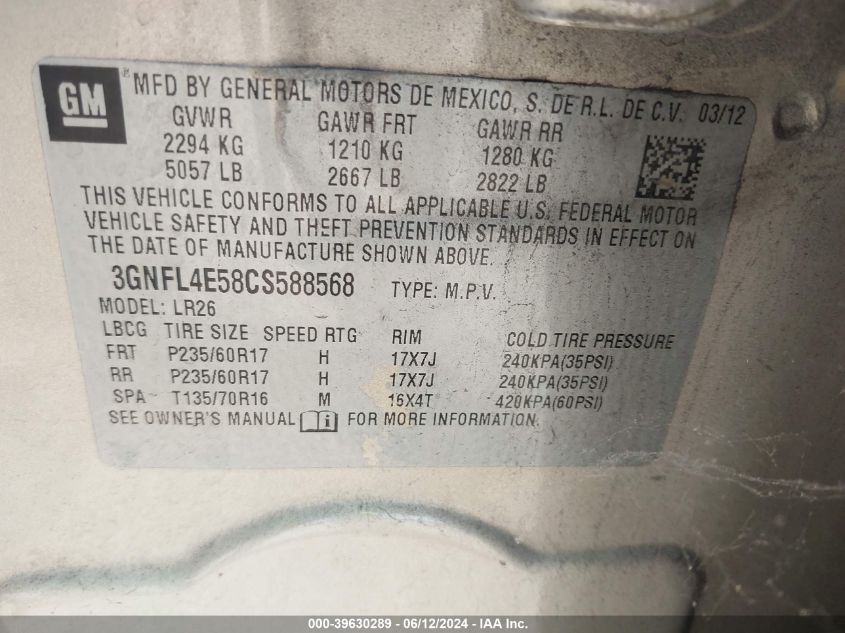 GM ® MFD BY GENERAL MOTORS DE MEXICO, S. DE R.L. DE C.V. 03/12
GVWR GAWR FRT GAWR RR
2294 KG 1210 KG 1280 KG
5057 LB 2667 LB 2822 LB
THIS VEHICLE CONFORMS TO ALL APPLICABLE U.S. FEDERAL MOTOR
VEHICLE SAFETY AND THEFT PREVENTION STANDARDS IN EFFECT ON
THE DATE OF MANUFACTURE SHOWN ABOVE.
3GNFL4E58CS588568 TYPE: M.P.V.
MODEL: LR26
LBCG TIRE SIZE SPEED RTG RIM COLD TIRE PRESSURE
FRT P235/60R17 H 17X7J 240KPA(35PSI)
RR P235/60R17 H 17X7J 240KPA(35PSI)
SPA T135/70R16 M 16X4T 420KPA(60PSI)
SEE OWNER'S MANUAL i FOR MORE INFORMATION.
000-39630289 - 06/12/2024 - IAA Inc.